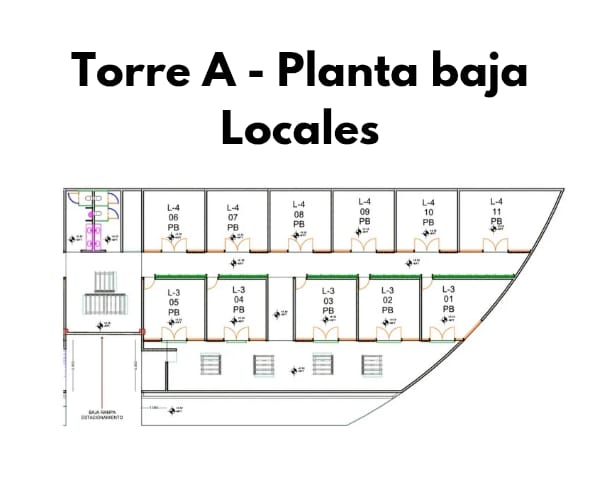 Torre A - Planta baja
Locales
L-4
06
PB
L-4
07
PB
L-4
08
PB
L-4
09
PB
L-4
10
PB
L-4
11
PB
L-3
05
PB
L-3
04
PB
L-3
03
PB
L-3
02
PB
L-3
01
PB
BAJA RAMPA
ESTACIONAMIENTO